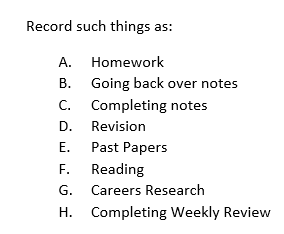 Record such things as:
A. Homework
B. Going back over notes
C. Completing notes
D. Revision
E. Past Papers
F. Reading
G. Careers Research
H. Completing Weekly Review